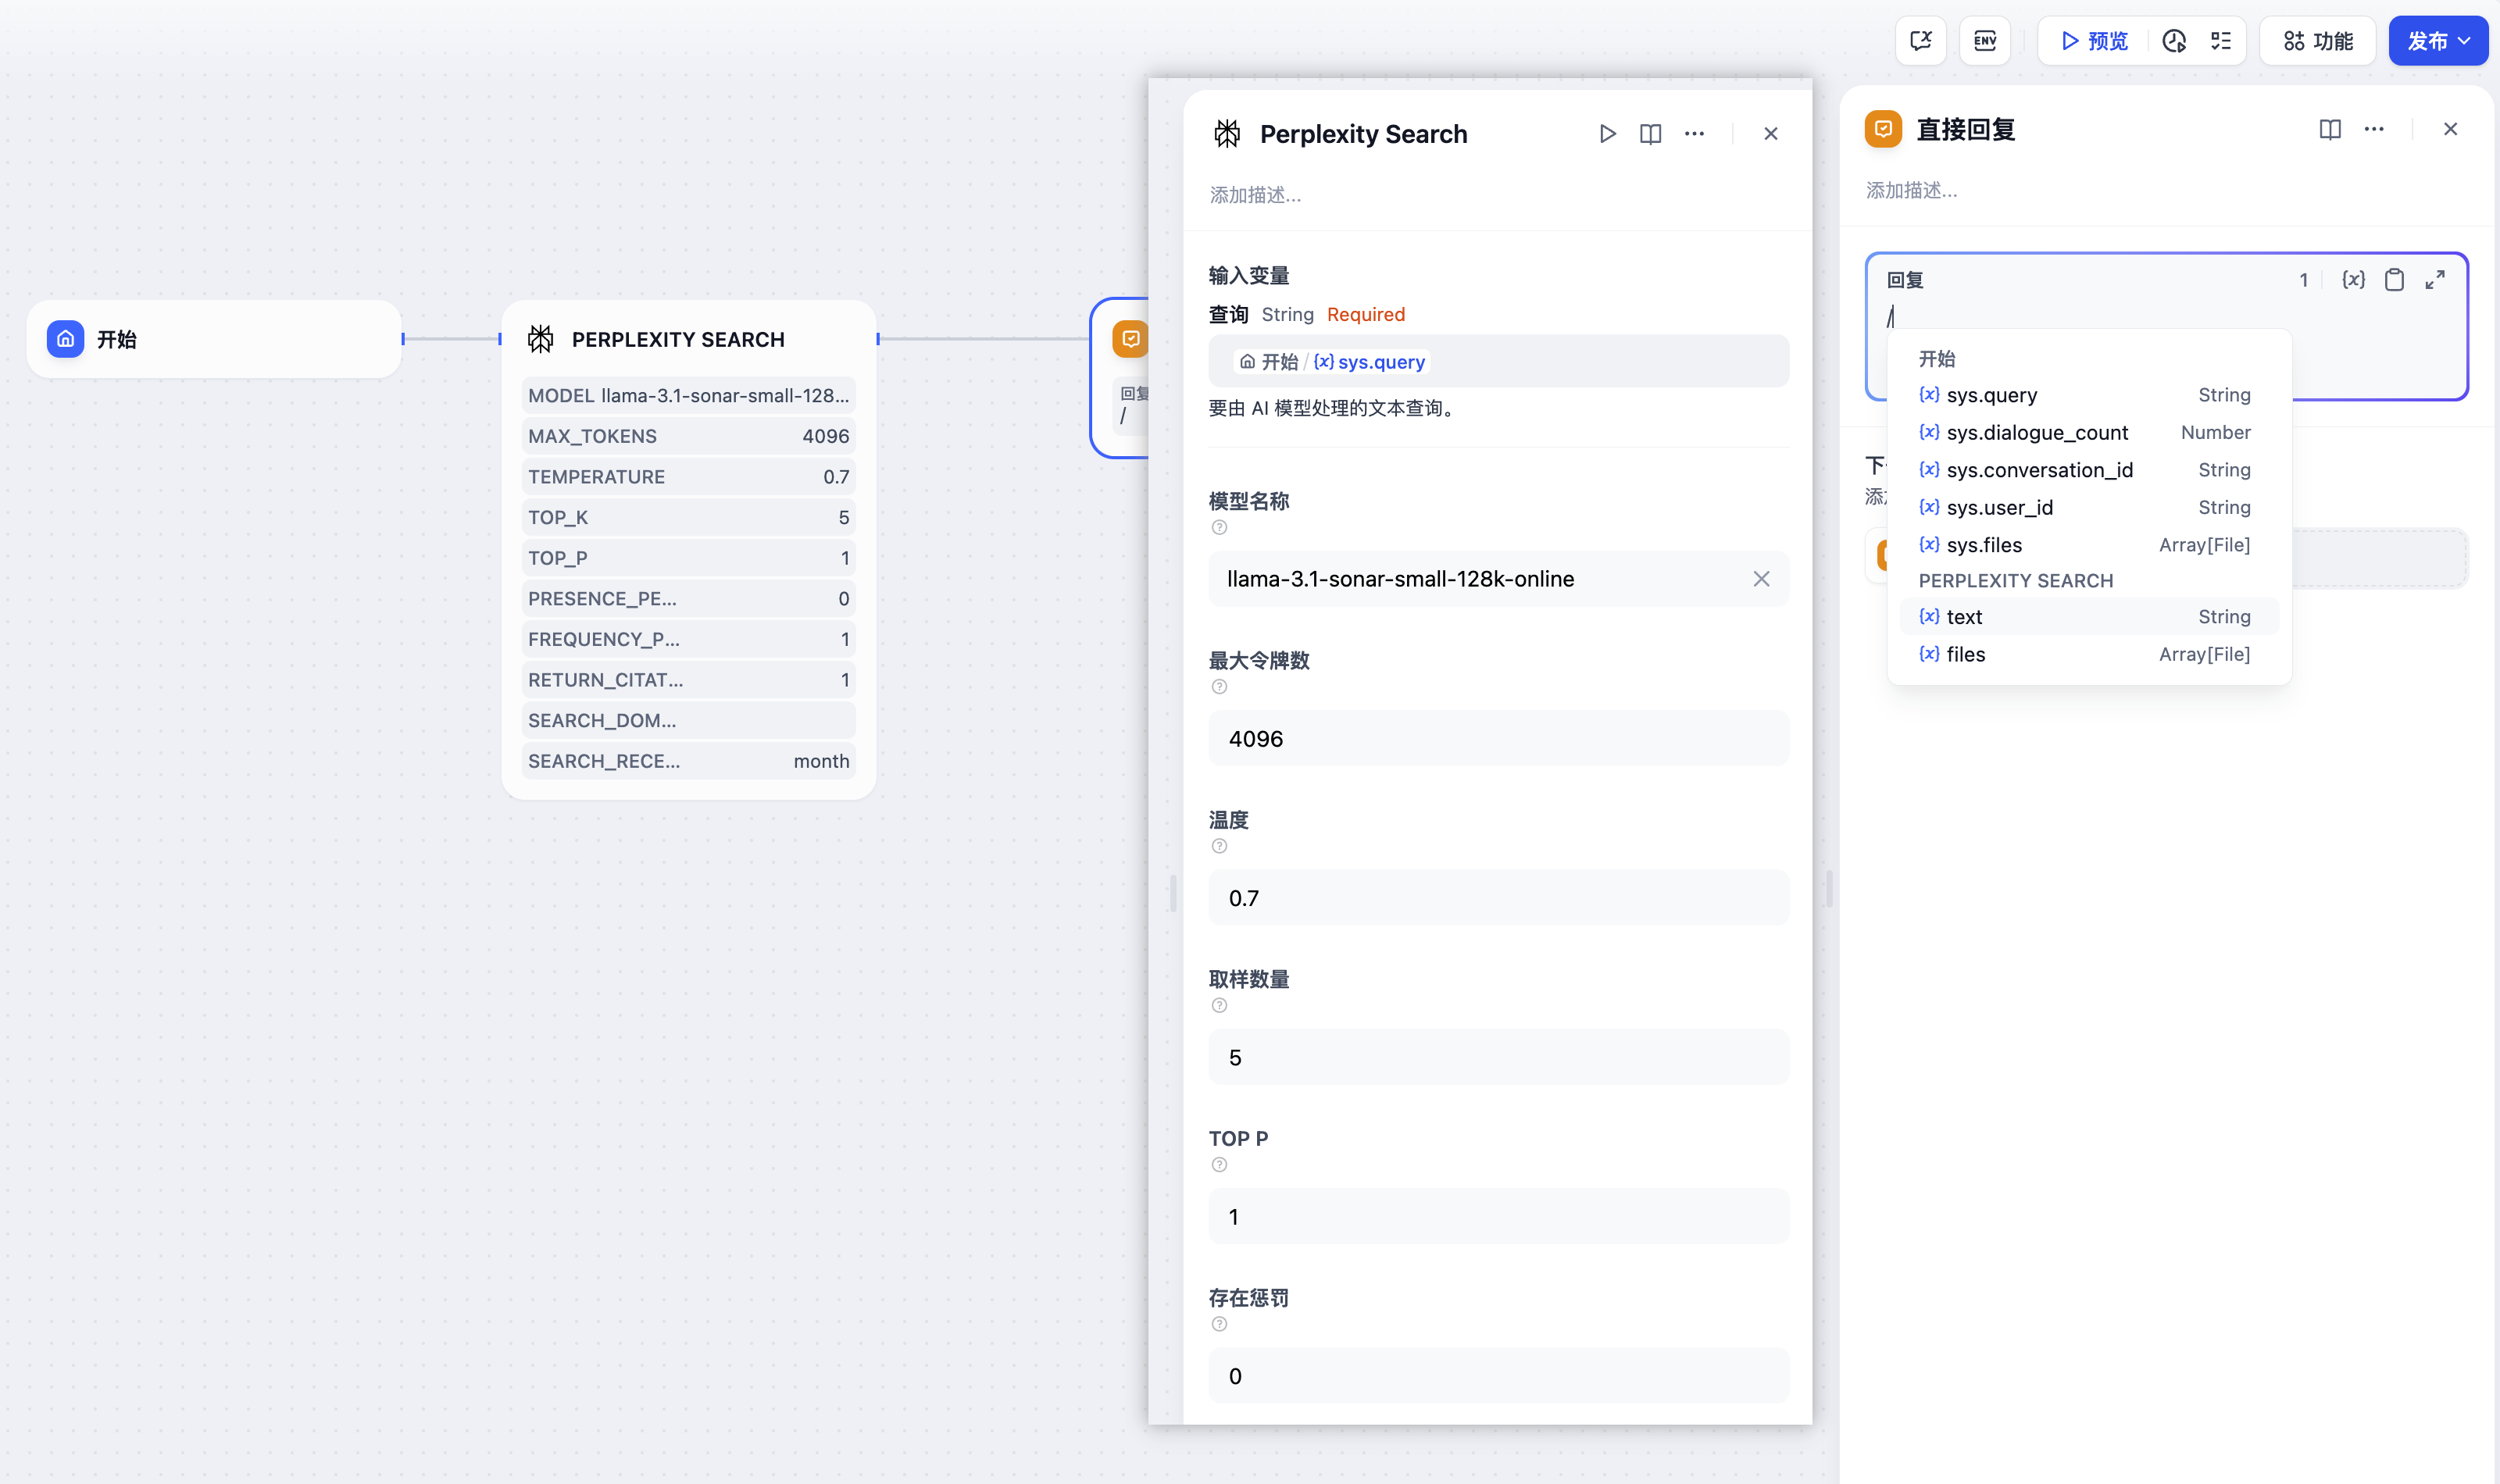 ENV
预览
功能
发布
开始
PERPLEXITY SEARCH
MODEL llama-3.1-sonar-small-128...
MAX_TOKENS 4096
TEMPERATURE 0.7
TOP_K 5
TOP_P 1
PRESENCE_PE... 0
FREQUENCY_P... 1
RETURN_CITAT... 1
SEARCH_DOM...
SEARCH_RECE... month
回复
/
Perplexity Search
添加描述...
输入变量
查询 String Required
开始 / {x} sys.query
要由 AI 模型处理的文本查询。
模型名称
llama-3.1-sonar-small-128k-online
最大令牌数
4096
温度
0.7
取样数量
5
TOP P
1
存在惩罚
0
直接回复
添加描述...
回复 1 {x}
/
下
添
开始
{x} sys.query String
{x} sys.dialogue_count Number
{x} sys.conversation_id String
{x} sys.user_id String
{x} sys.files Array[File]
PERPLEXITY SEARCH
{x} text String
{x} files Array[File]